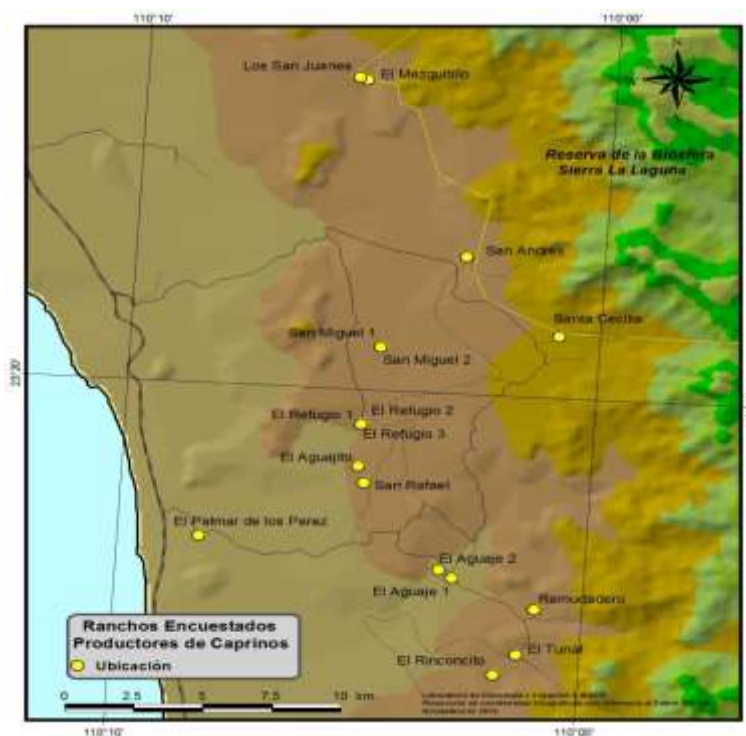 110°10'
110°00'
Los San Juanes
El Mezquitito
N
Reserva de la Biósfera
Sierra La Laguna
San Andrés
Santa Cecilia
San Miguel 1
San Miguel 2
23°20'
El Refugio 1
El Refugio 2
El Refugio 3
El Aguajito
San Rafael
El Palmar de los Perez
El Aguaje 2
El Aguaje 1
Ramudadero
El Tunal
El Rinconcito
Ranchos Encuestados
Productores de Caprinos
Ubicación
0 2.5 5 7.5 10 km
110°10'
110°00'